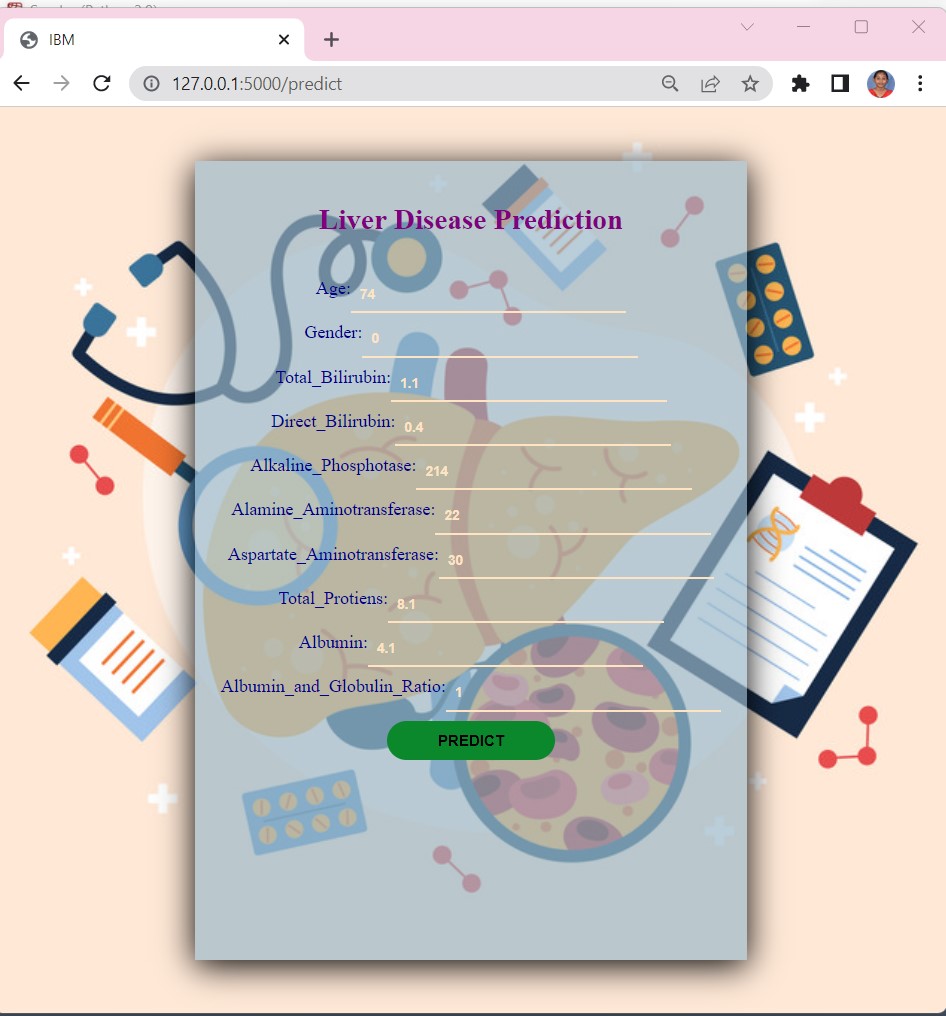 IBM
127.0.0.1:5000/predict
Liver Disease Prediction
Age: 74
Gender: 0
Total_Bilirubin: 1.1
Direct_Bilirubin: 0.4
Alkaline_Phosphotase: 214
Alamine_Aminotransferase: 22
Aspartate_Aminotransferase: 30
Total_Protiens: 8.1
Albumin: 4.1
Albumin_and_Globulin_Ratio: 1
PREDICT